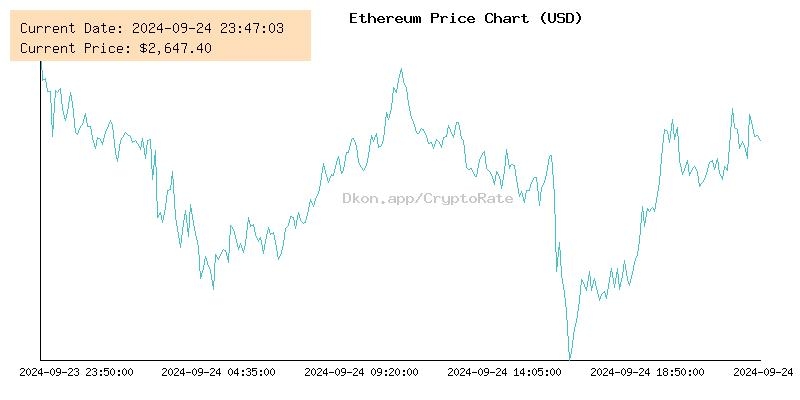 Ethereum Price Chart (USD)
Current Date: 2024-09-24 23:47:03
Current Price: $2,647.40
Dkon.app/CryptoRate
2024-09-23 23:50:00 2024-09-24 04:35:00 2024-09-24 09:20:00 2024-09-24 14:05:00 2024-09-24 18:50:00 2024-09-24